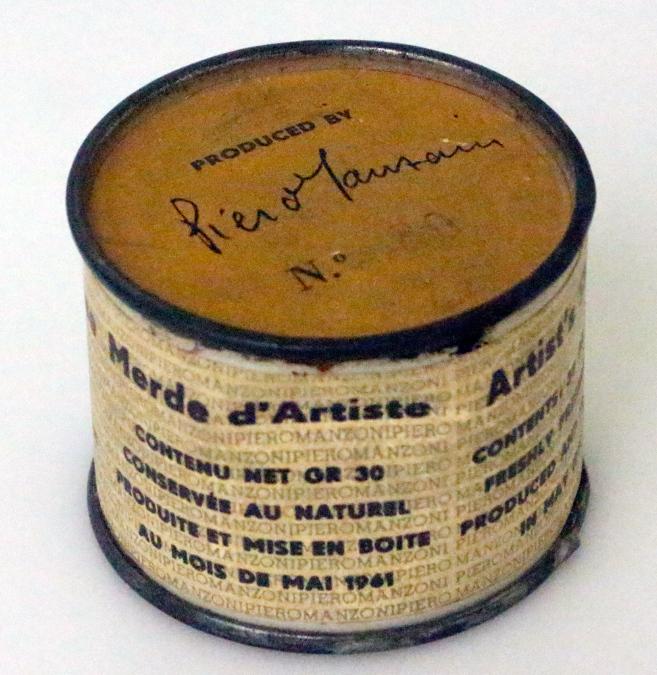 PRODUCED BY
Piero Manzoni
N.º
Merde d'Artiste
CONTENU NET GR 30
CONSERVÉE AU NATUREL
PRODUITE ET MISE EN BOITE
AU MOIS DE MAI 1961
Artist's
CONTENTS
FRESHLY
PRODUCED
IN MAY
PIEROMANZONIPIEROMANZONI